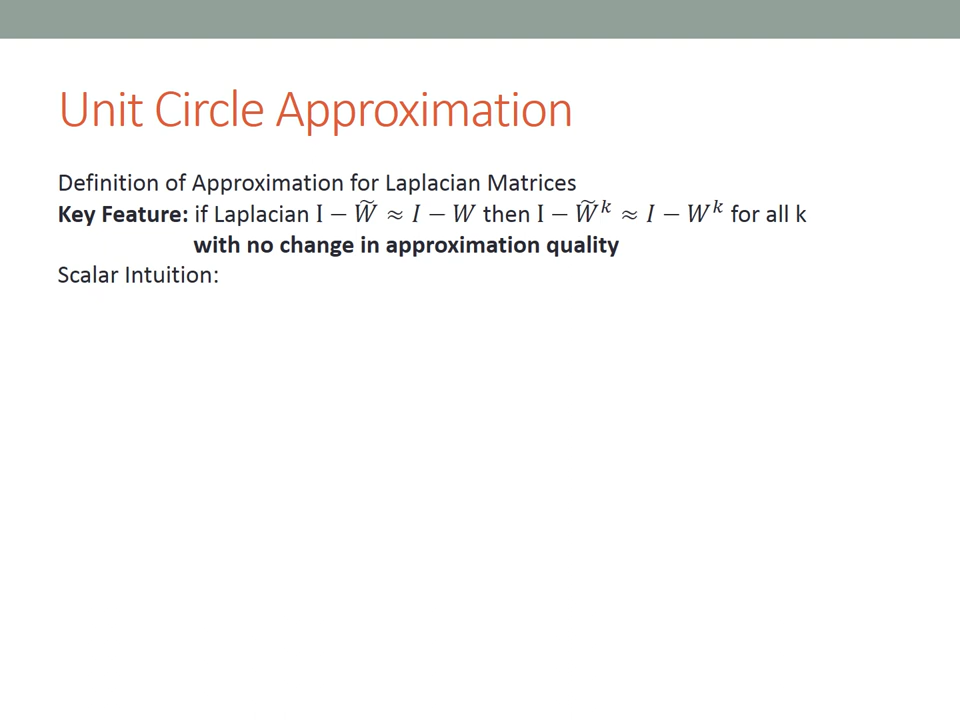 Unit Circle Approximation
Definition of Approximation for Laplacian Matrices
Key Feature: if Laplacian I − W̃ ≈ I − W then I − W̃ᵏ ≈ I − Wᵏ for all k
with no change in approximation quality
Scalar Intuition: